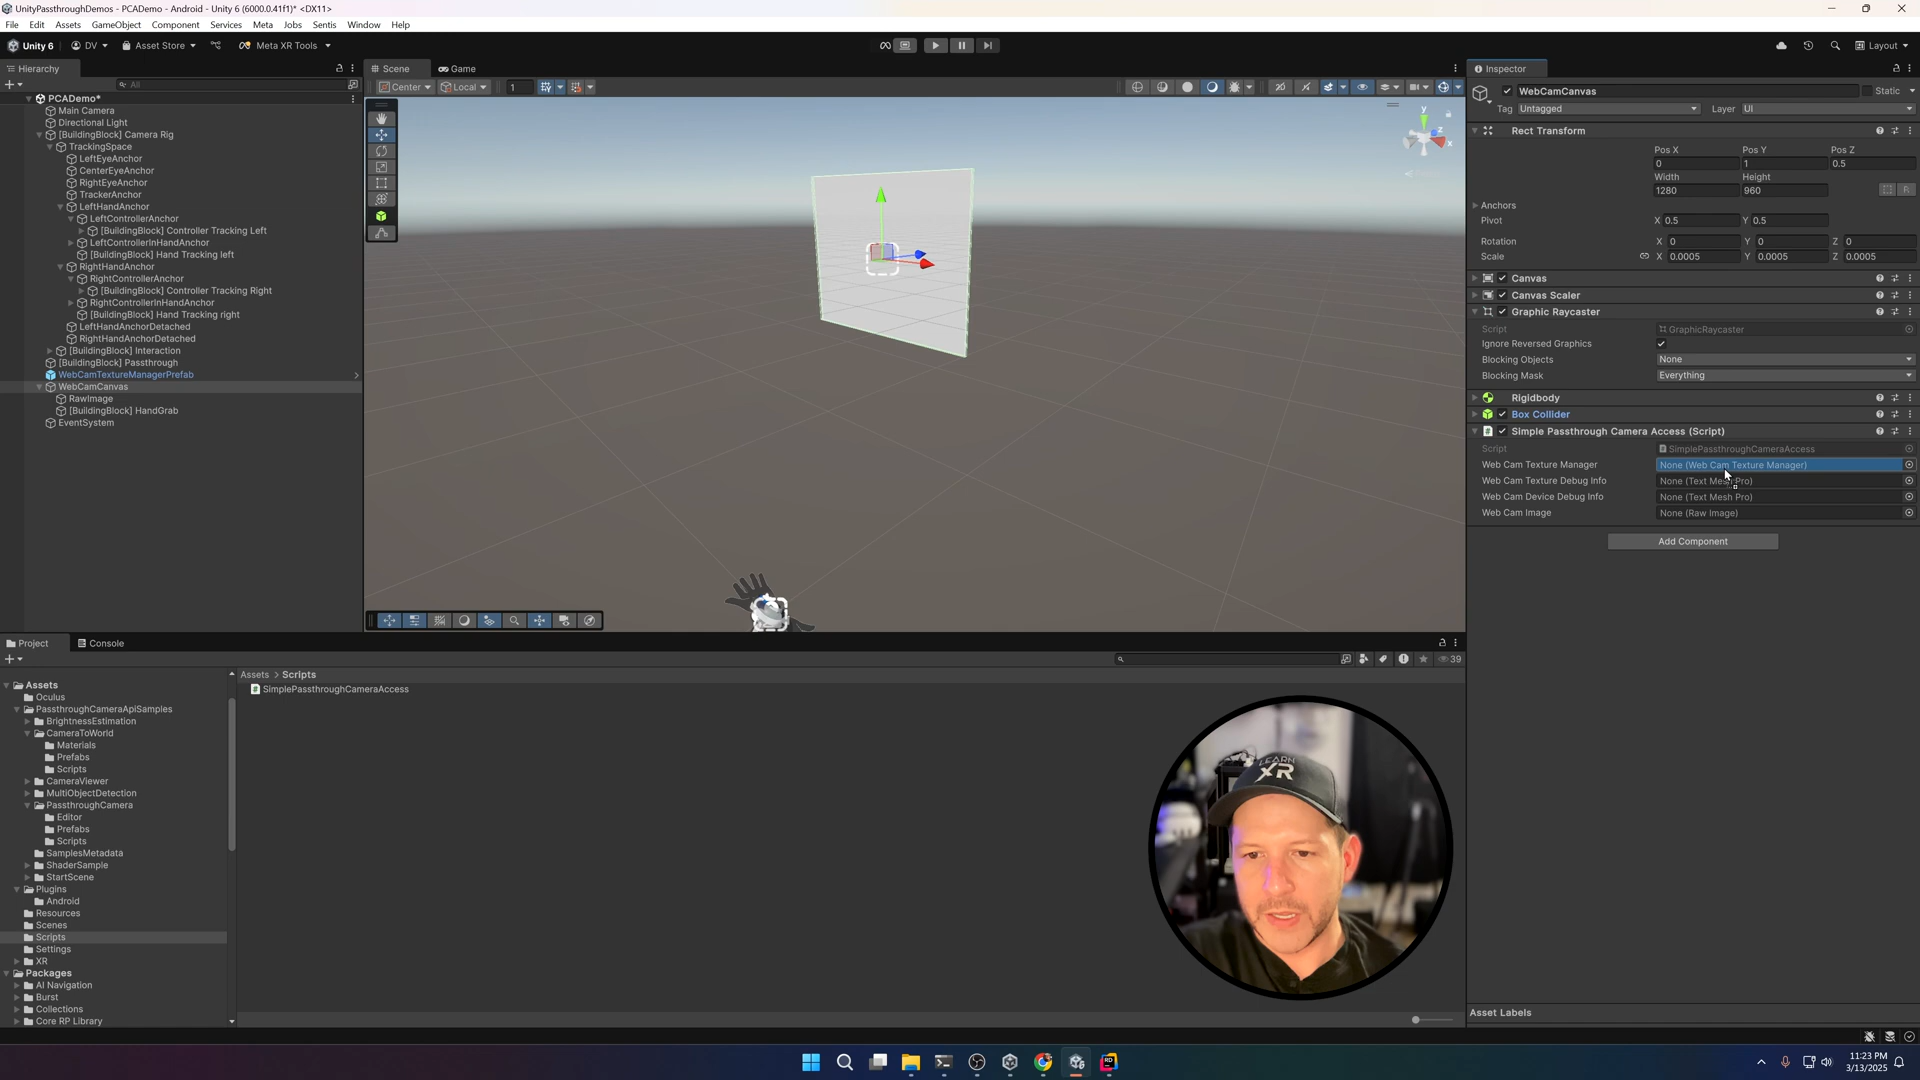 UnityPassthroughDemos - PCADemo - Android - Unity 6 (6000.0.41f1)* <DX11>
File Edit Assets GameObject Component Services Meta Jobs Sentis Window Help
Unity 6 DV Asset Store Meta XR Tools Layout
Hierarchy
All
PCADemo*
Main Camera
Directional Light
[BuildingBlock] Camera Rig
TrackingSpace
LeftEyeAnchor
CenterEyeAnchor
RightEyeAnchor
TrackerAnchor
LeftHandAnchor
LeftControllerAnchor
[BuildingBlock] Controller Tracking Left
LeftControllerInHandAnchor
[BuildingBlock] Hand Tracking left
RightHandAnchor
RightControllerAnchor
[BuildingBlock] Controller Tracking Right
RightControllerInHandAnchor
[BuildingBlock] Hand Tracking right
LeftHandAnchorDetached
RightHandAnchorDetached
[BuildingBlock] Interaction
[BuildingBlock] Passthrough
WebCamTextureManagerPrefab
WebCamCanvas
RawImage
[BuildingBlock] HandGrab
EventSystem
Scene Game
Center Local 1 2D
y
z
x
LEARN
XR
Inspector
WebCamCanvas Static
Tag Untagged Layer UI
Rect Transform
Pos X Pos Y Pos Z
0 1 0.5
Width Height
1280 960
R
Anchors
Pivot X 0.5 Y 0.5
Rotation X 0 Y 0 Z 0
Scale X 0.0005 Y 0.0005 Z 0.0005
Canvas
Canvas Scaler
Graphic Raycaster
Script GraphicRaycaster
Ignore Reversed Graphics
Blocking Objects None
Blocking Mask Everything
Rigidbody
Box Collider
Simple Passthrough Camera Access (Script)
Script SimplePassthroughCameraAccess
Web Cam Texture Manager None (Web Cam Texture Manager)
Web Cam Texture Debug Info None (Text Mesh Pro)
Web Cam Device Debug Info None (Text Mesh Pro)
Web Cam Image None (Raw Image)
Add Component
Asset Labels
Project Console
39
Assets
Oculus
PassthroughCameraApiSamples
BrightnessEstimation
CameraToWorld
Materials
Prefabs
Scripts
CameraViewer
MultiObjectDetection
PassthroughCamera
Editor
Prefabs
Scripts
SamplesMetadata
ShaderSample
StartScene
Plugins
Android
Resources
Scenes
Scripts
Settings
XR
Packages
AI Navigation
Burst
Collections
Core RP Library
Assets > Scripts
SimplePassthroughCameraAccess
RD
11:23 PM
3/13/2025